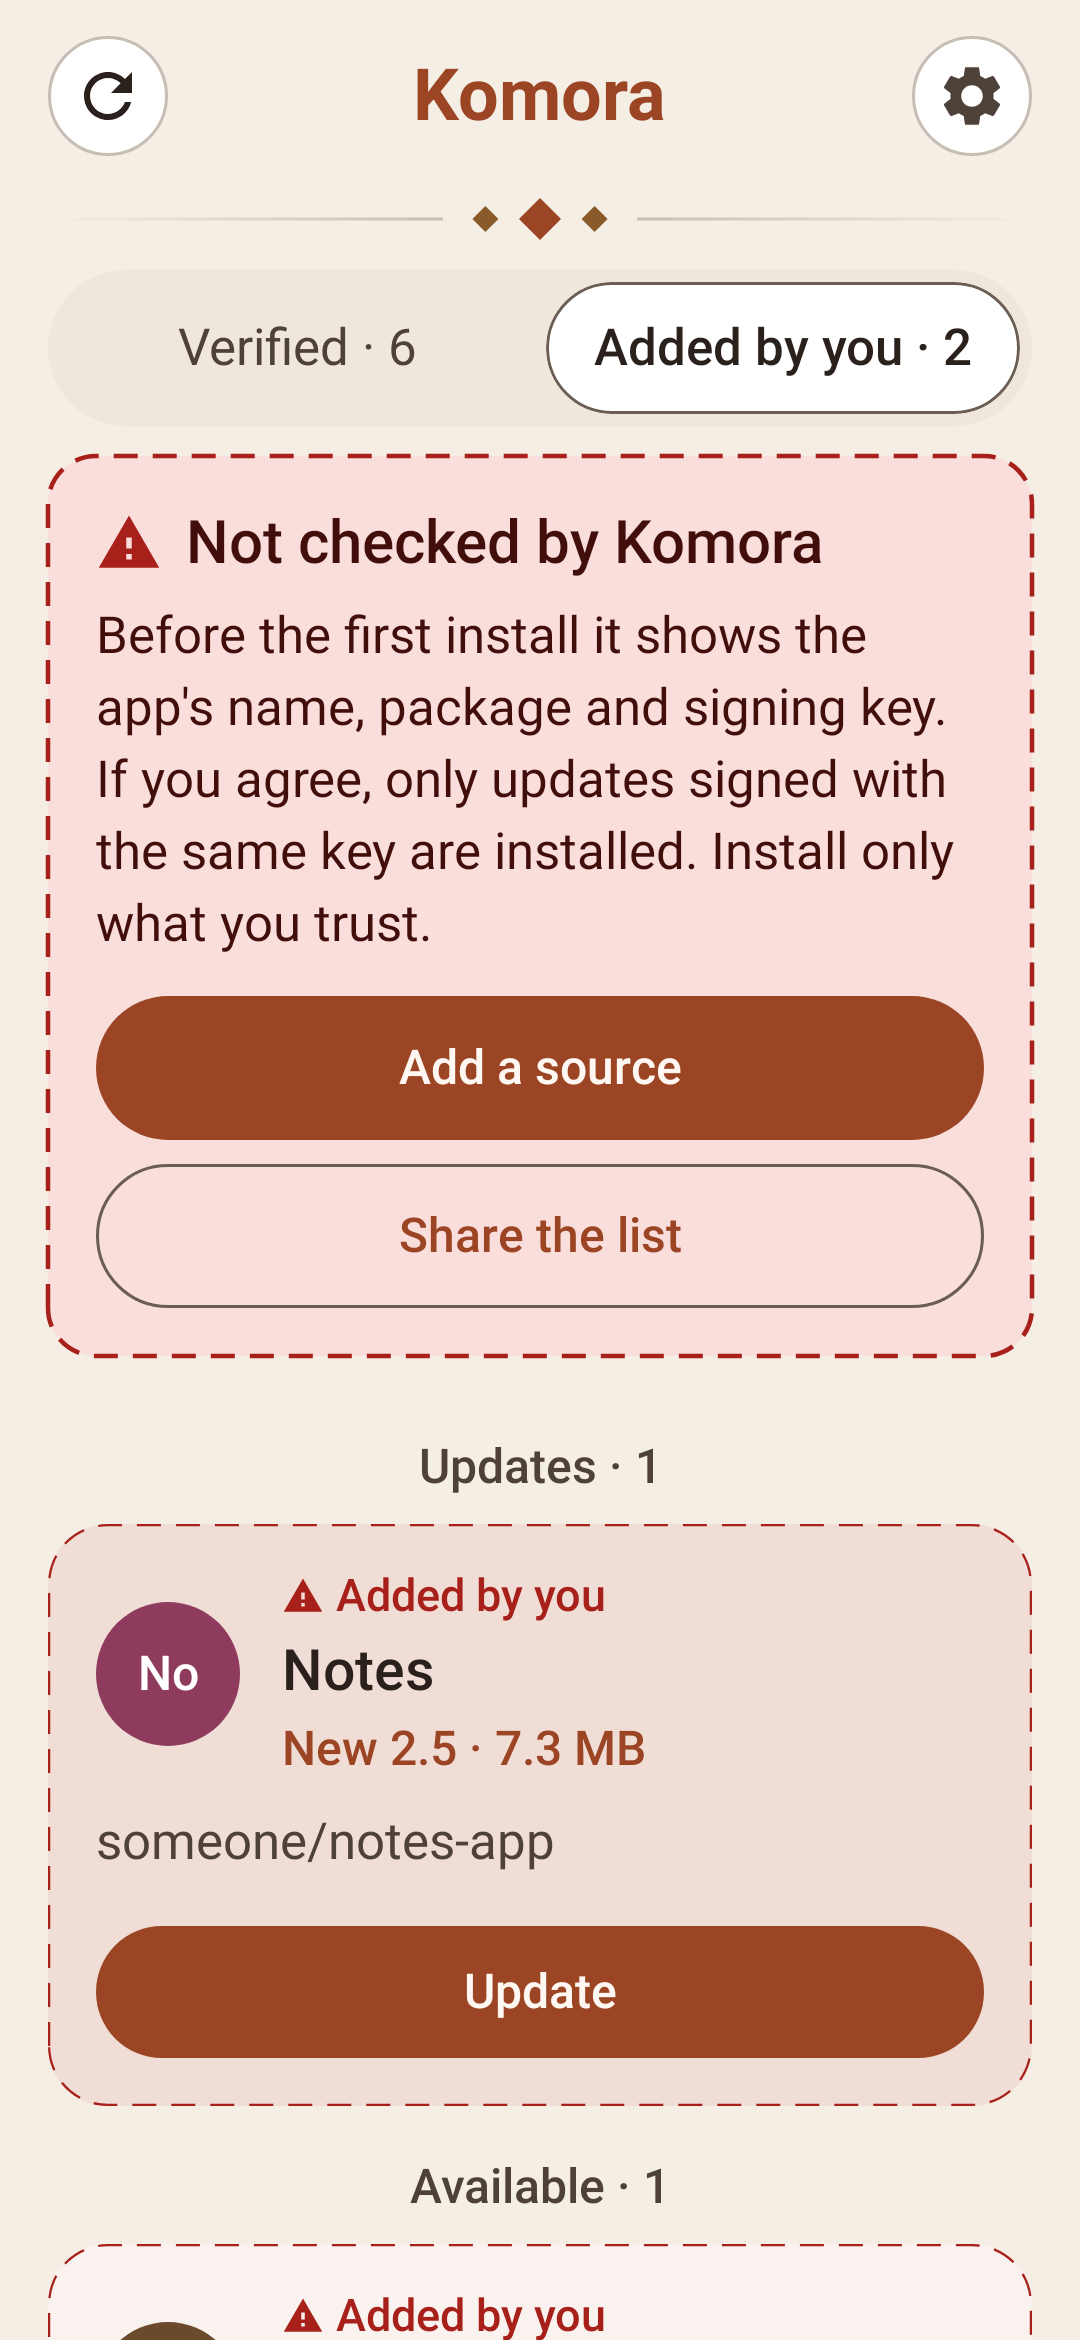 Komora
Verified · 6
Added by you · 2
Not checked by Komora
Before the first install it shows the
app's name, package and signing key.
If you agree, only updates signed with
the same key are installed. Install only
what you trust.
Add a source
Share the list
Updates · 1
Added by you
No
Notes
New 2.5 · 7.3 MB
someone/notes-app
Update
Available · 1
Added by you